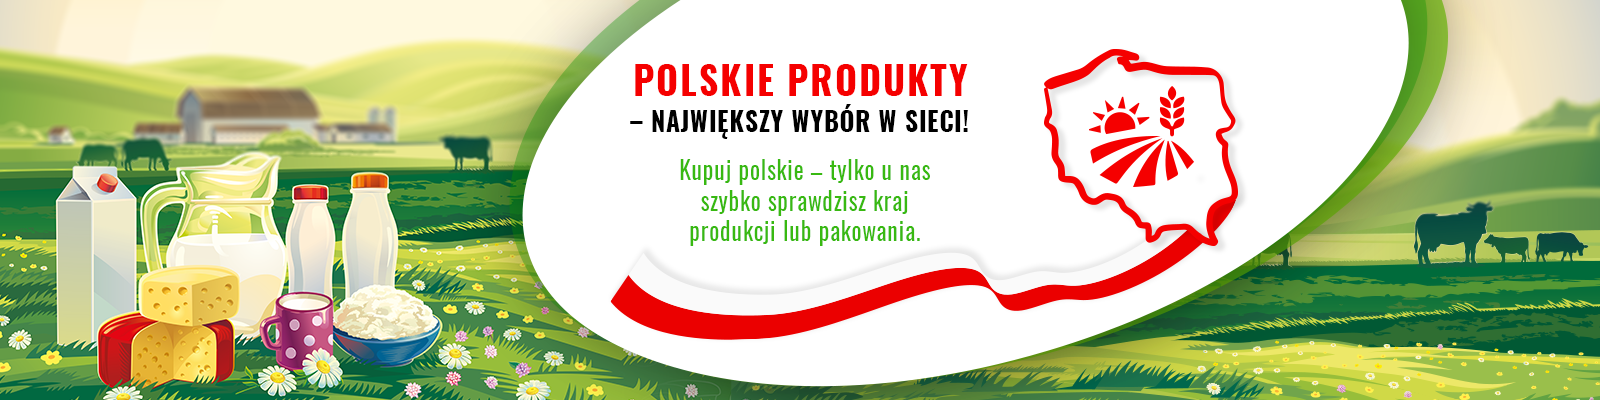 POLSKIE PRODUKTY
– NAJWIĘKSZY WYBÓR W SIECI!
Kupuj polskie – tylko u nas
szybko sprawdzisz kraj
produkcji lub pakowania.